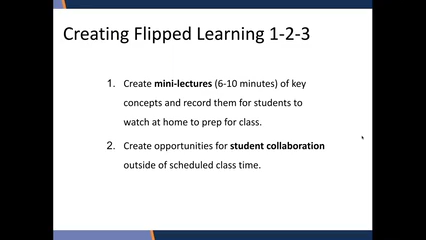 Creating Flipped Learning 1-2-3
1. Create mini-lectures (6-10 minutes) of key
concepts and record them for students to
watch at home to prep for class.
2. Create opportunities for student collaboration
outside of scheduled class time.